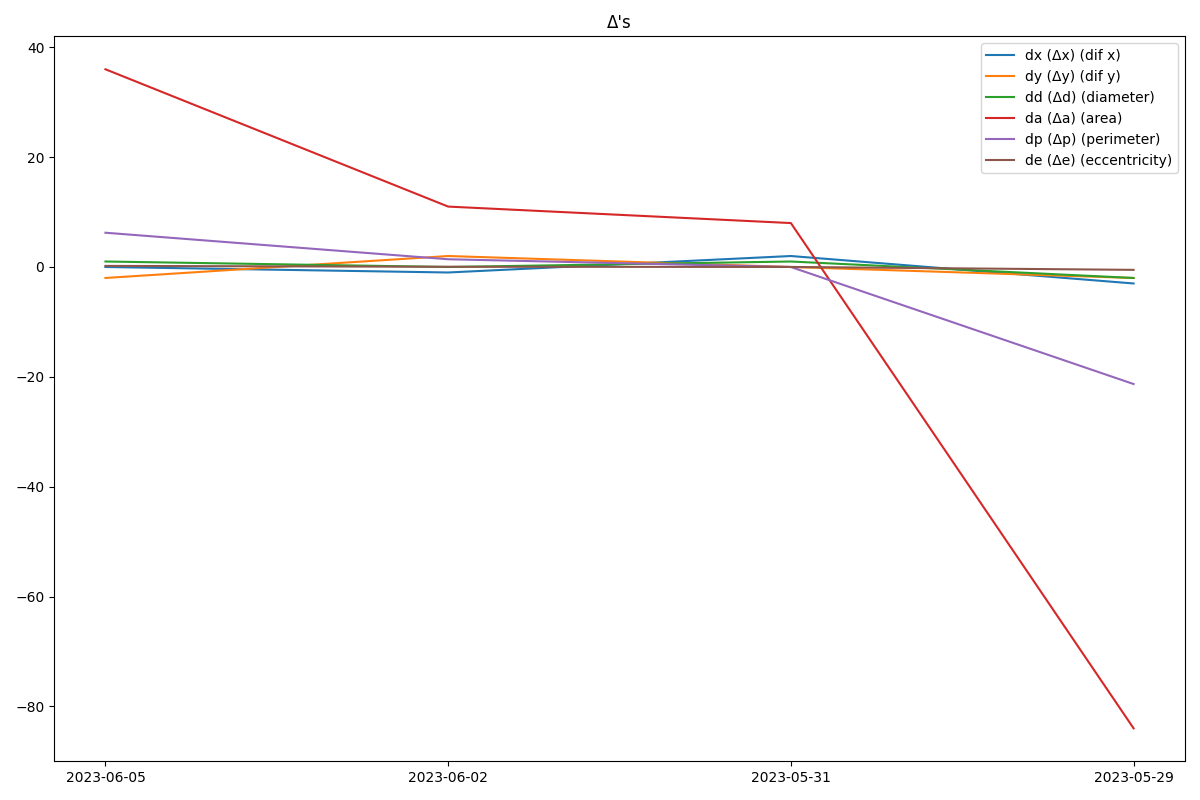 Δ's
dx (Δx) (dif x)
dy (Δy) (dif y)
dd (Δd) (diameter)
da (Δa) (area)
dp (Δp) (perimeter)
de (Δe) (eccentricity)
40
20
0
−20
−40
−60
−80
2023-06-05 2023-06-02 2023-05-31 2023-05-29